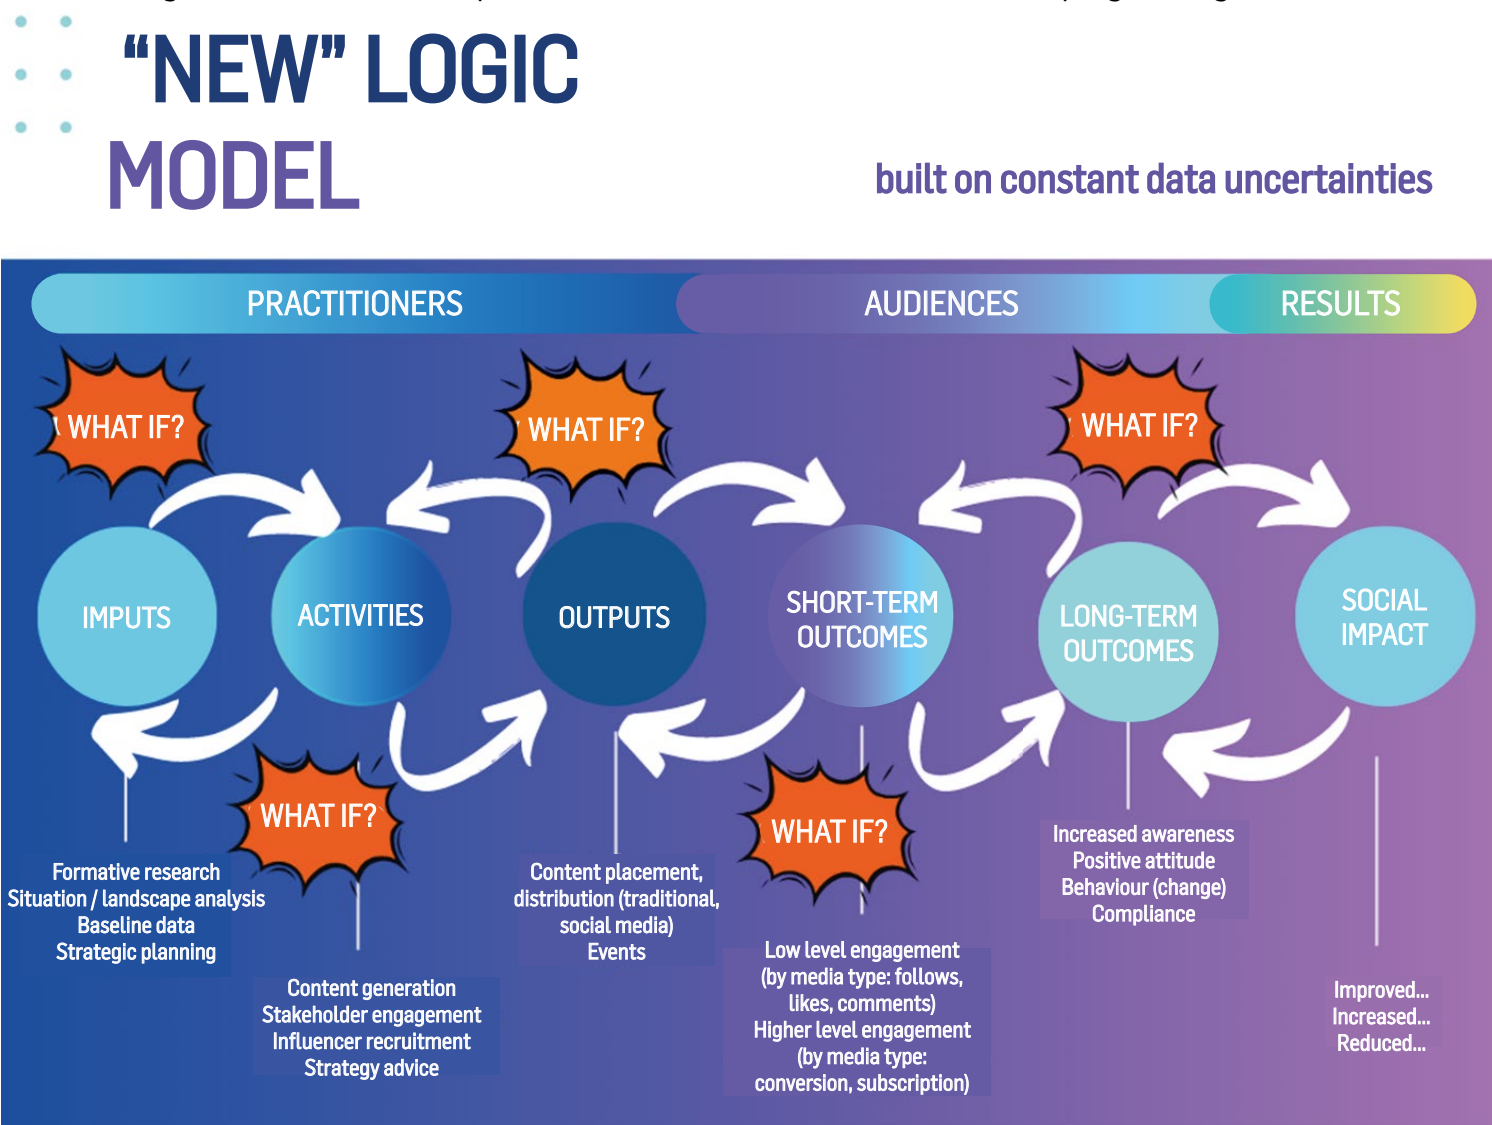 “NEW” LOGIC
MODEL
built on constant data uncertainties
PRACTITIONERS
AUDIENCES
RESULTS
WHAT IF?
WHAT IF?
WHAT IF?
IMPUTS
ACTIVITIES
OUTPUTS
SHORT-TERM
OUTCOMES
LONG-TERM
OUTCOMES
SOCIAL
IMPACT
WHAT IF?
WHAT IF?
Formative research
Situation / landscape analysis
Baseline data
Strategic planning
Content generation
Stakeholder engagement
Influencer recruitment
Strategy advice
Content placement,
distribution (traditional,
social media)
Events
Low level engagement
(by media type: follows,
likes, comments)
Higher level engagement
(by media type:
conversion, subscription)
Increased awareness
Positive attitude
Behaviour (change)
Compliance
Improved...
Increased...
Reduced...